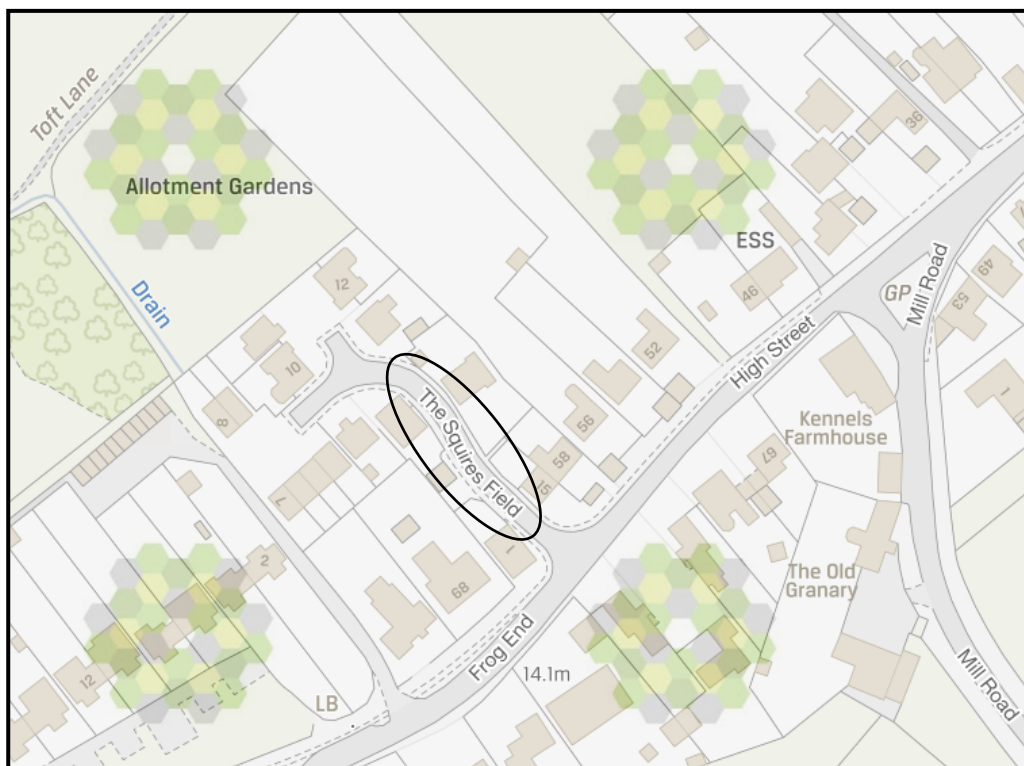 Toft Lane
Allotment Gardens
36
ESS
12
Drain
46
GP
Mill Road
49
53
High Street
52
10
The Squires Field
1
8
56
Kennels
Farmhouse
58
67
15
7
1
2
68
The Old
Granary
Frog End
12
14.1m
LB
Mill Road